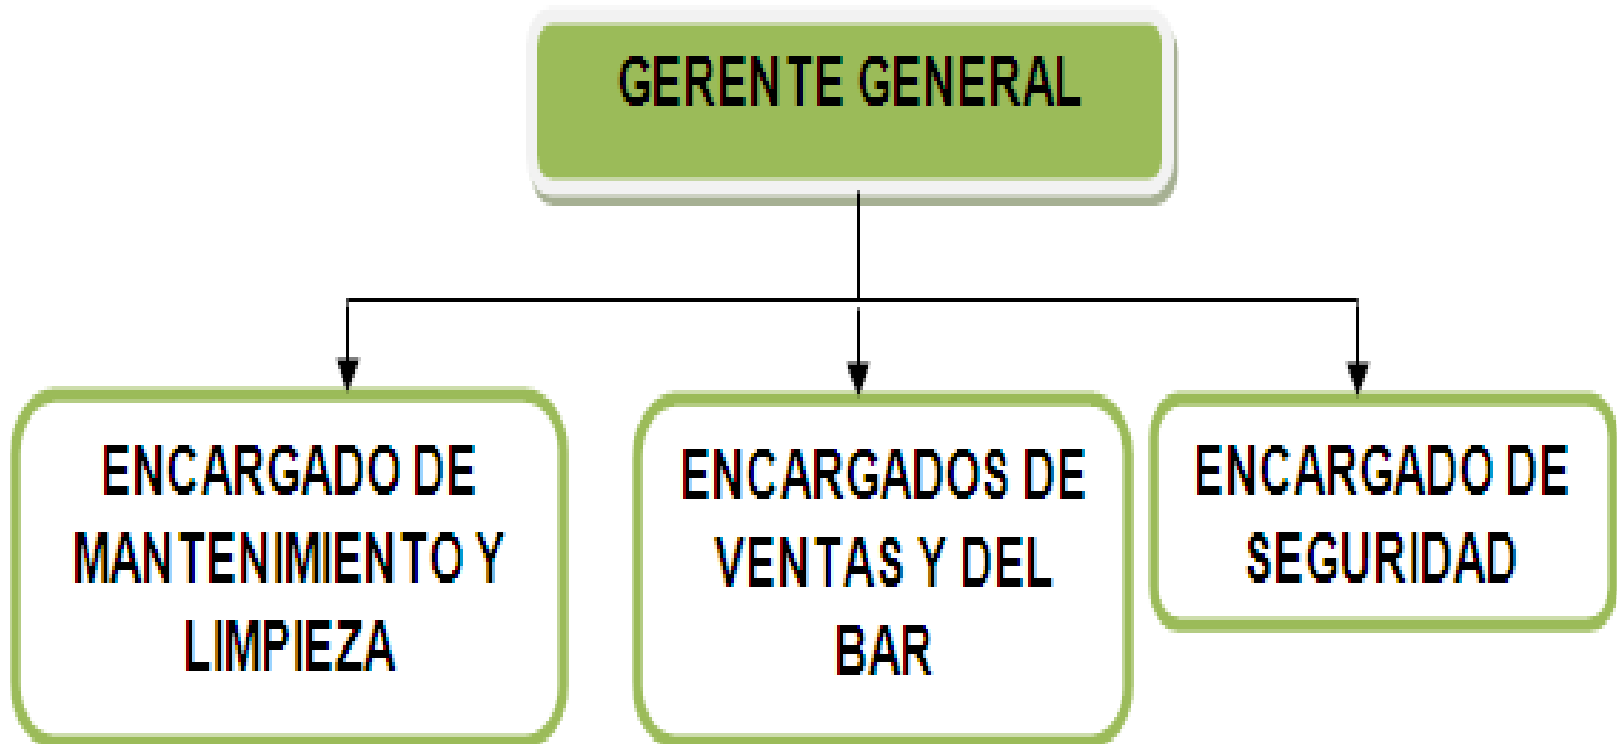 GERENTE GENERAL
ENCARGADO DE
MANTENIMIENTO Y
LIMPIEZA
ENCARGADOS DE
VENTAS Y DEL
BAR
ENCARGADO DE
SEGURIDAD